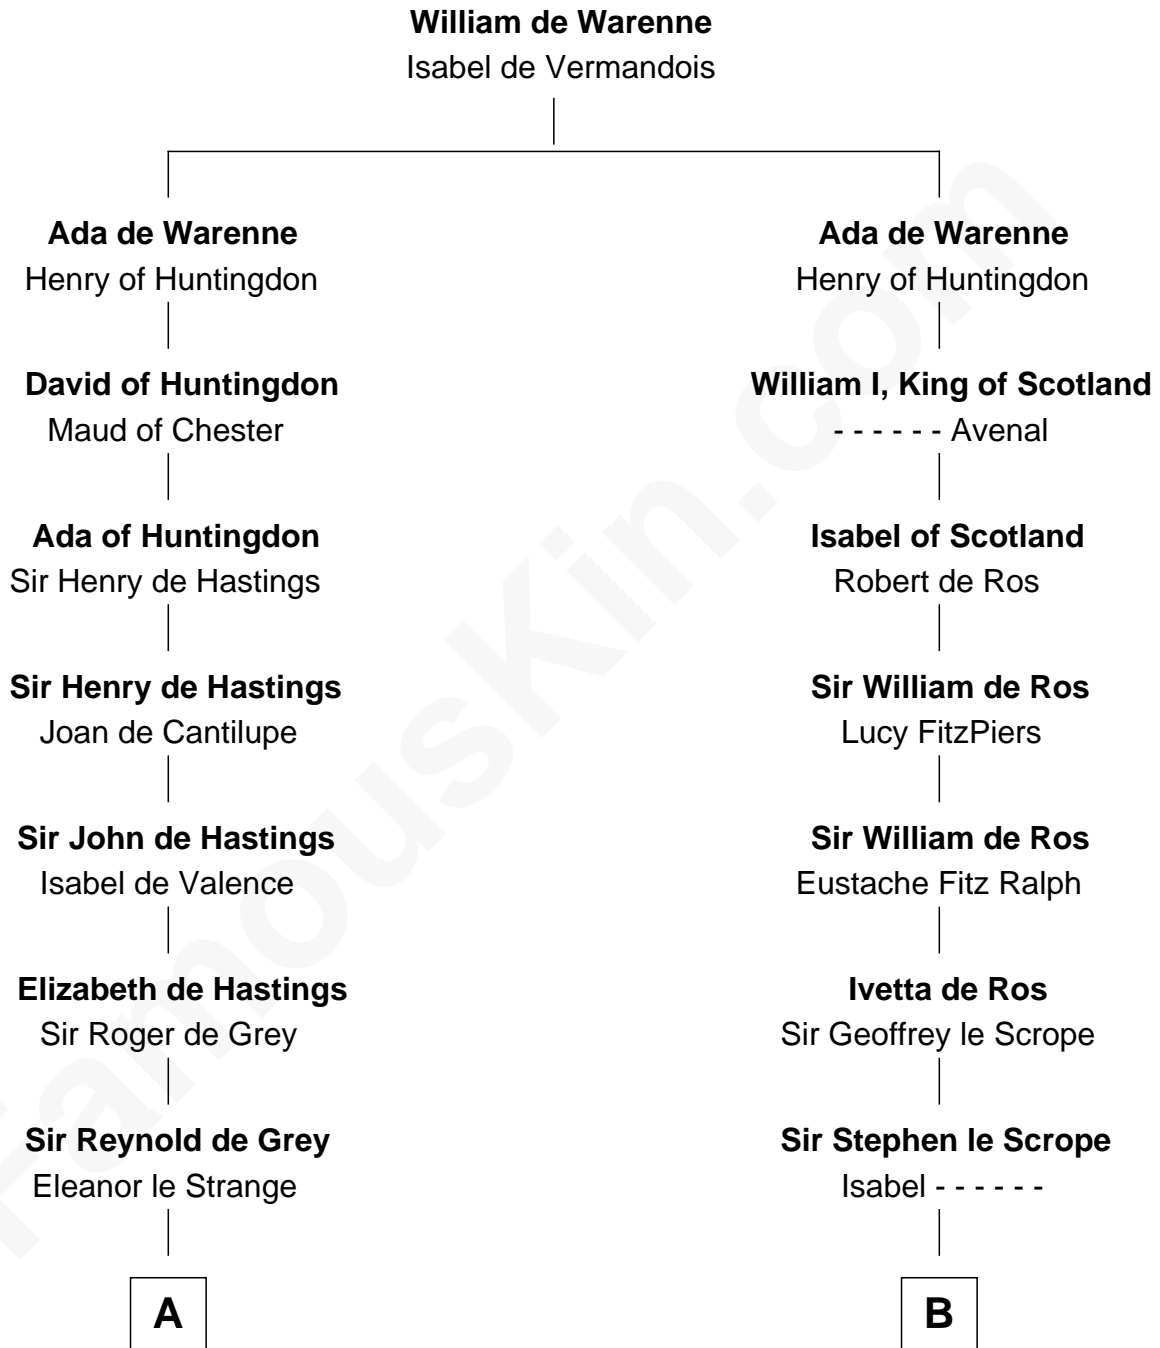 William de Warenne
Isabel de Vermandois
Ada de Warenne
Henry of Huntingdon
David of Huntingdon
Maud of Chester
Ada of Huntingdon
Sir Henry de Hastings
Sir Henry de Hastings
Joan de Cantilupe
Sir John de Hastings
Isabel de Valence
Elizabeth de Hastings
Sir Roger de Grey
Sir Reynold de Grey
Eleanor le Strange
A
Ada de Warenne
Henry of Huntingdon
William I, King of Scotland
- - - - - - Avenal
Isabel of Scotland
Robert de Ros
Sir William de Ros
Lucy FitzPiers
Sir William de Ros
Eustache Fitz Ralph
Ivetta de Ros
Sir Geoffrey le Scrope
Sir Stephen le Scrope
Isabel - - - - - -
B
FamousKin.com